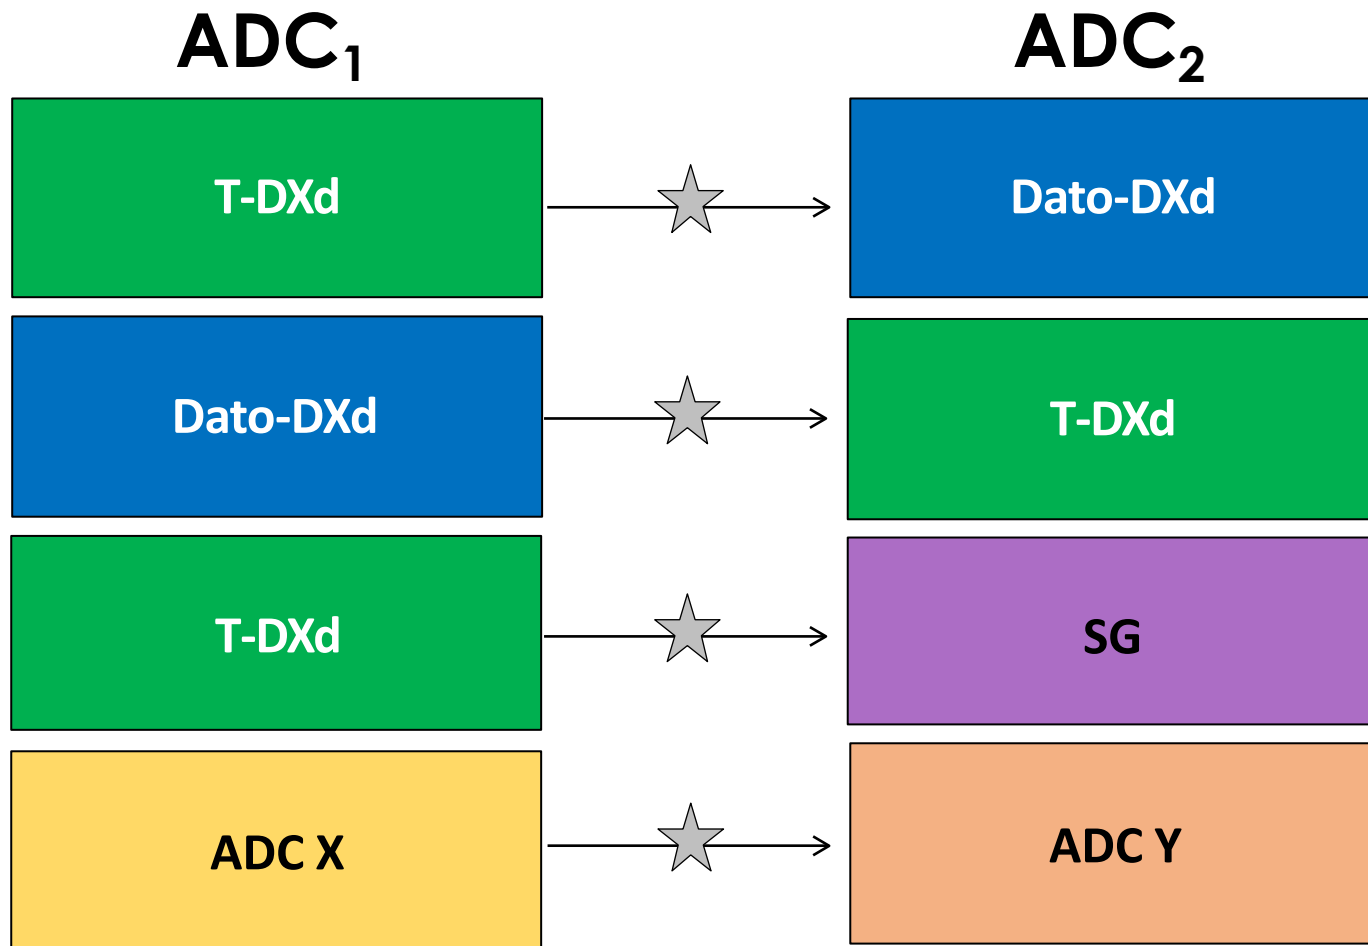 ADC₁
ADC₂
T-DXd
Dato-DXd
Dato-DXd
T-DXd
T-DXd
SG
ADC X
ADC Y